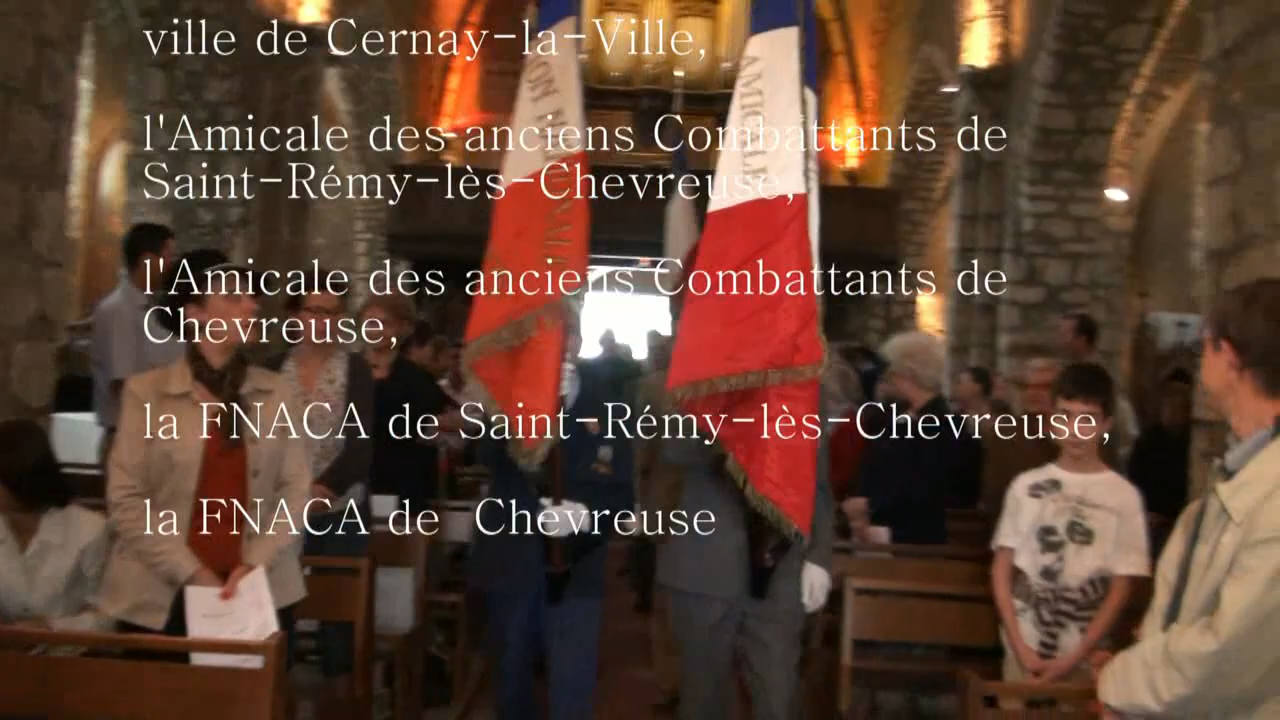 ville de Cernay-la-Ville,
l'Amicale des anciens Combattants de
Saint-Rémy-lès-Chevreuse,
l'Amicale des anciens Combattants de
Chevreuse,
la FNACA de Saint-Rémy-lès-Chevreuse,
la FNACA de Chevreuse
AMICALE